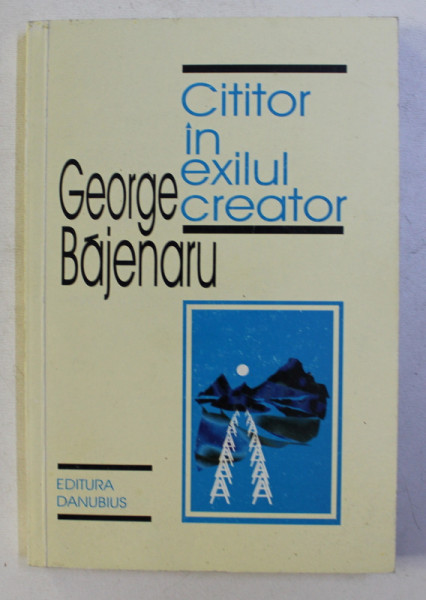 Cititor
în
exilul
creator
George
Băjenaru
EDITURA
DANUBIUS